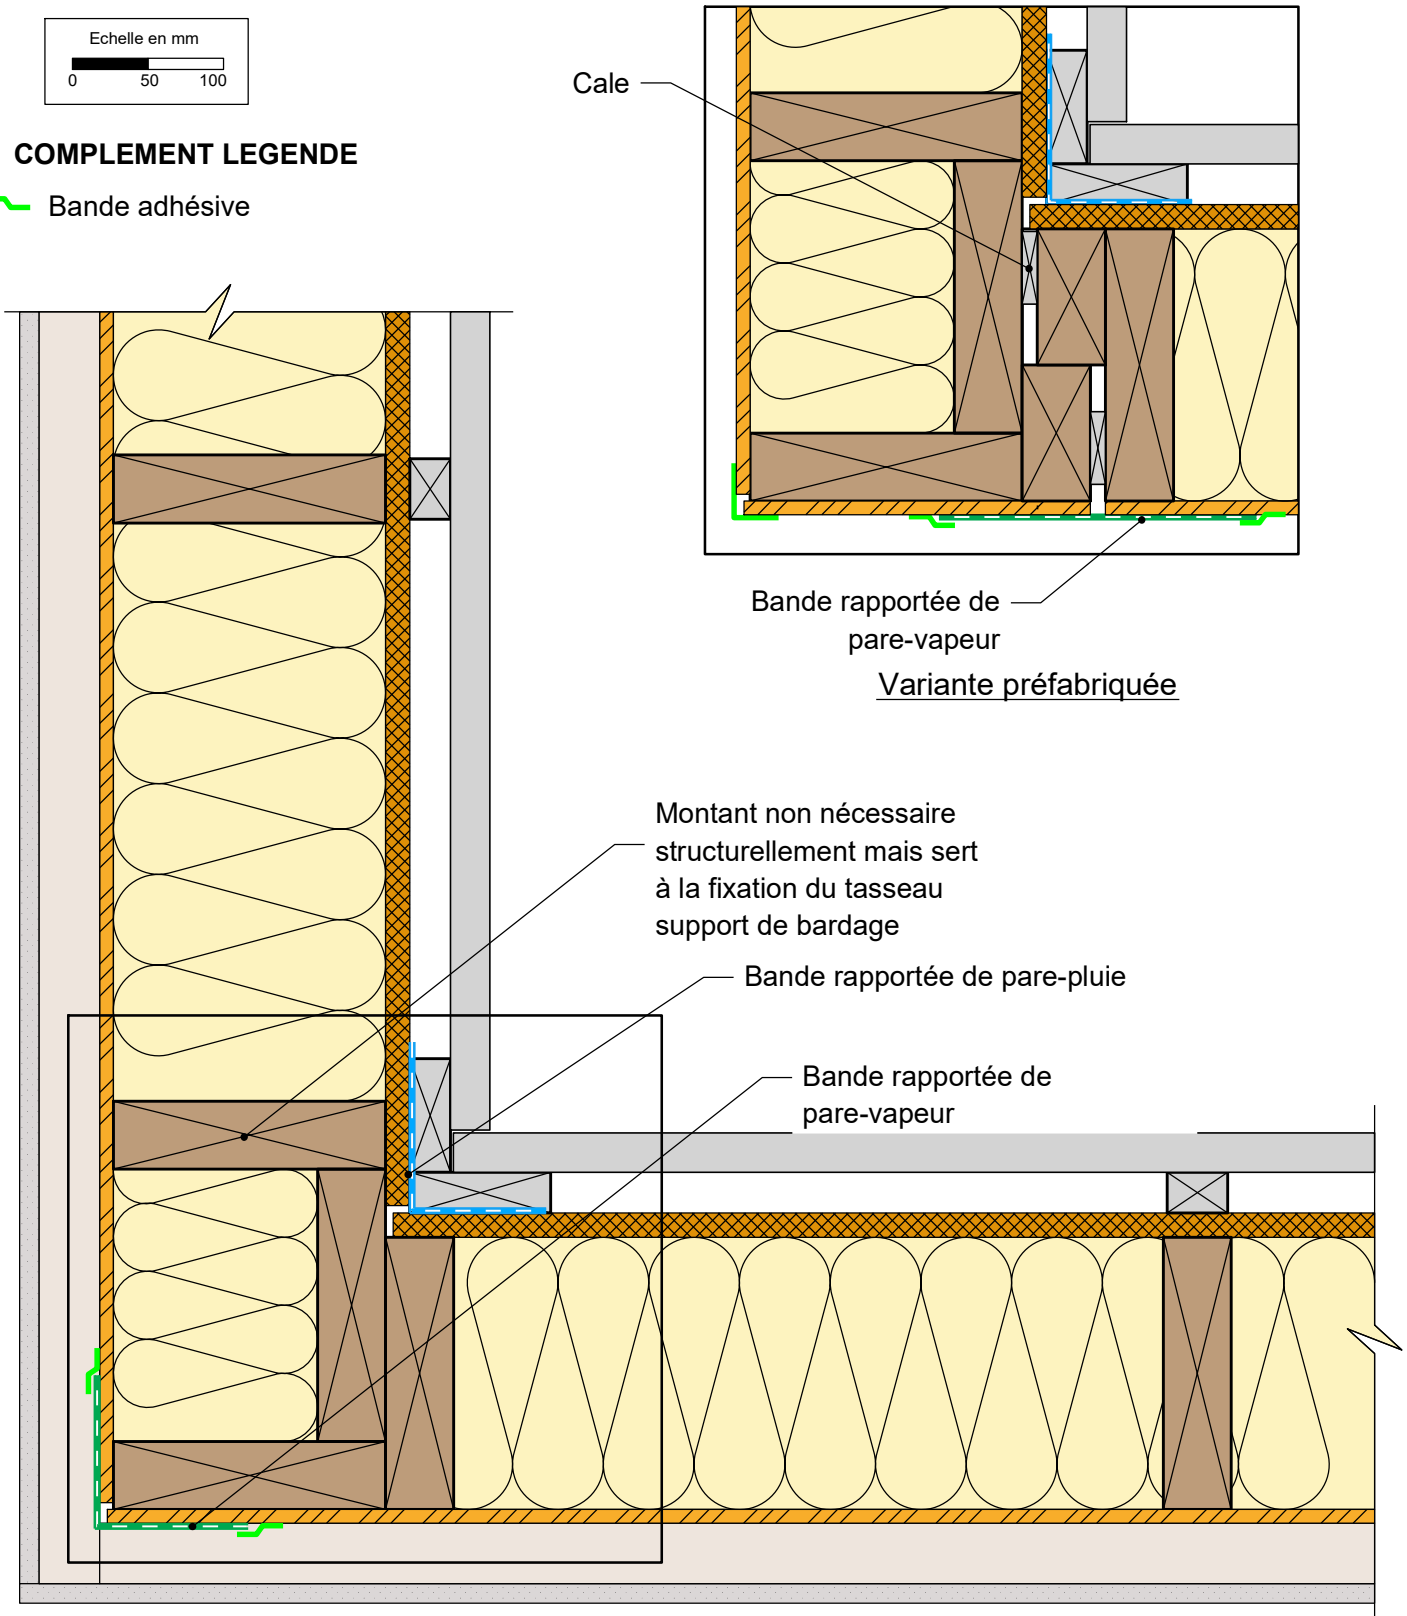 Echelle en mm
0 50 100
COMPLEMENT LEGENDE
Bande adhésive
Cale
Bande rapportée de
pare-vapeur
Variante préfabriquée
Montant non nécessaire
structurellement mais sert
à la fixation du tasseau
support de bardage
Bande rapportée de pare-pluie
Bande rapportée de
pare-vapeur